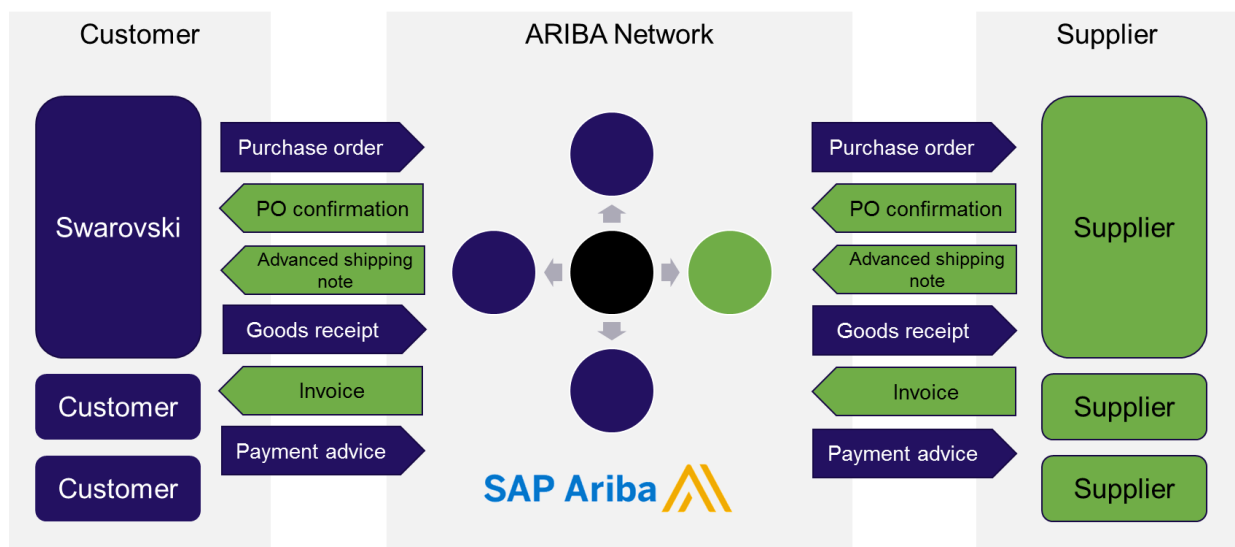 Customer
ARIBA Network
Supplier
Swarovski
Customer
Customer
Purchase order
PO confirmation
Advanced shipping
note
Goods receipt
Invoice
Payment advice
SAP Ariba
Purchase order
PO confirmation
Advanced shipping
note
Goods receipt
Invoice
Payment advice
Supplier
Supplier
Supplier